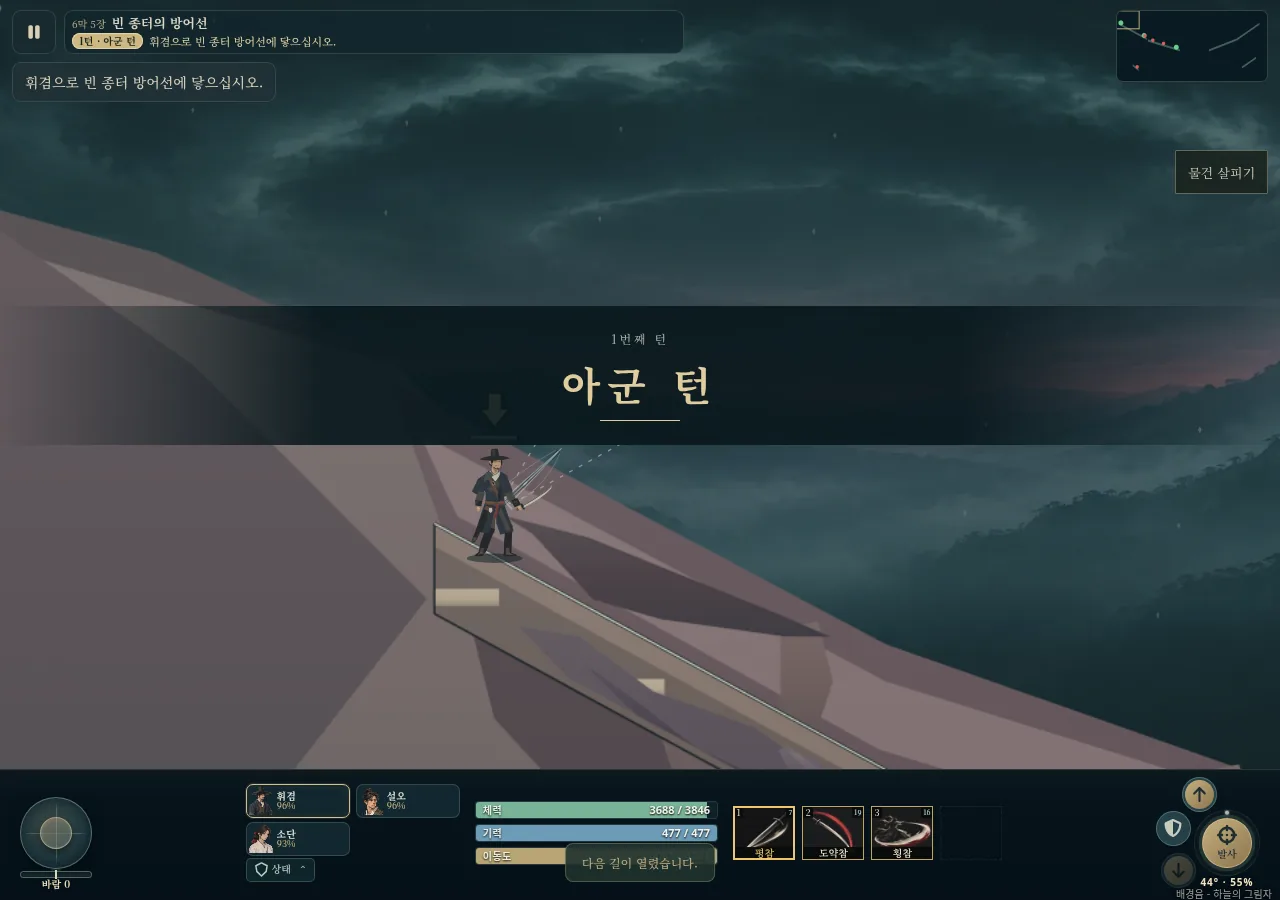 6막 5장 빈 종터의 방어선
1턴 · 아군 턴 휘겸으로 빈 종터 방어선에 닿으십시오.
휘겸으로 빈 종터 방어선에 닿으십시오.
물건 살피기
1번째 턴
아군 턴
휘겸
96%
설오
96%
소단
93%
상태
체력 3688 / 3846
기력 477 / 477
이동도
다음 길이 열렸습니다.
1 7
평참
2 19
도약참
3 16
횡참
발사
44° · 55%
바람 0
배경음 - 하늘의 그림자